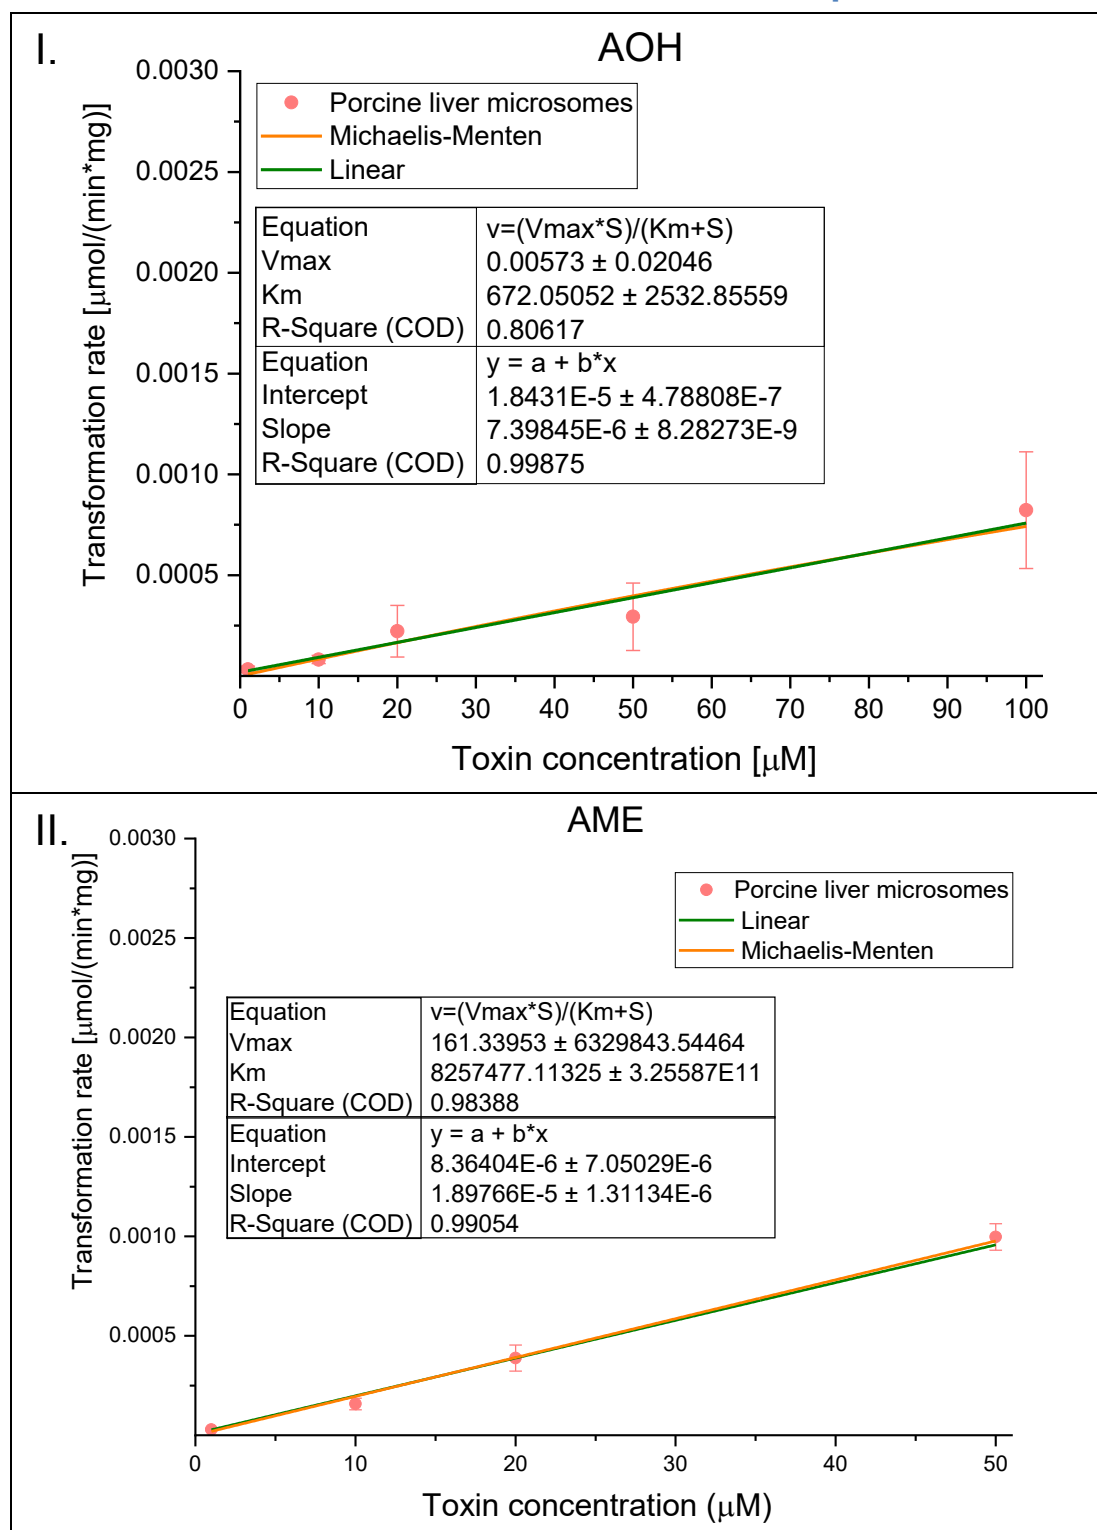 I.
AOH
Transformation rate [μmol/(min*mg)]
0.0030
0.0025
0.0020
0.0015
0.0010
0.0005
Porcine liver microsomes
Michaelis-Menten
Linear
Equation v=(Vmax*S)/(Km+S)
Vmax 0.00573 ± 0.02046
Km 672.05052 ± 2532.85559
R-Square (COD) 0.80617
Equation y = a + b*x
Intercept 1.8431E-5 ± 4.78808E-7
Slope 7.39845E-6 ± 8.28273E-9
R-Square (COD) 0.99875
0 10 20 30 40 50 60 70 80 90 100
Toxin concentration [μM]
II.
AME
Transformation rate [μmol/(min*mg)]
0.0030
0.0025
0.0020
0.0015
0.0010
0.0005
Porcine liver microsomes
Linear
Michaelis-Menten
Equation v=(Vmax*S)/(Km+S)
Vmax 161.33953 ± 6329843.54464
Km 8257477.11325 ± 3.25587E11
R-Square (COD) 0.98388
Equation y = a + b*x
Intercept 8.36404E-6 ± 7.05029E-6
Slope 1.89766E-5 ± 1.31134E-6
R-Square (COD) 0.99054
0 10 20 30 40 50
Toxin concentration (μM)